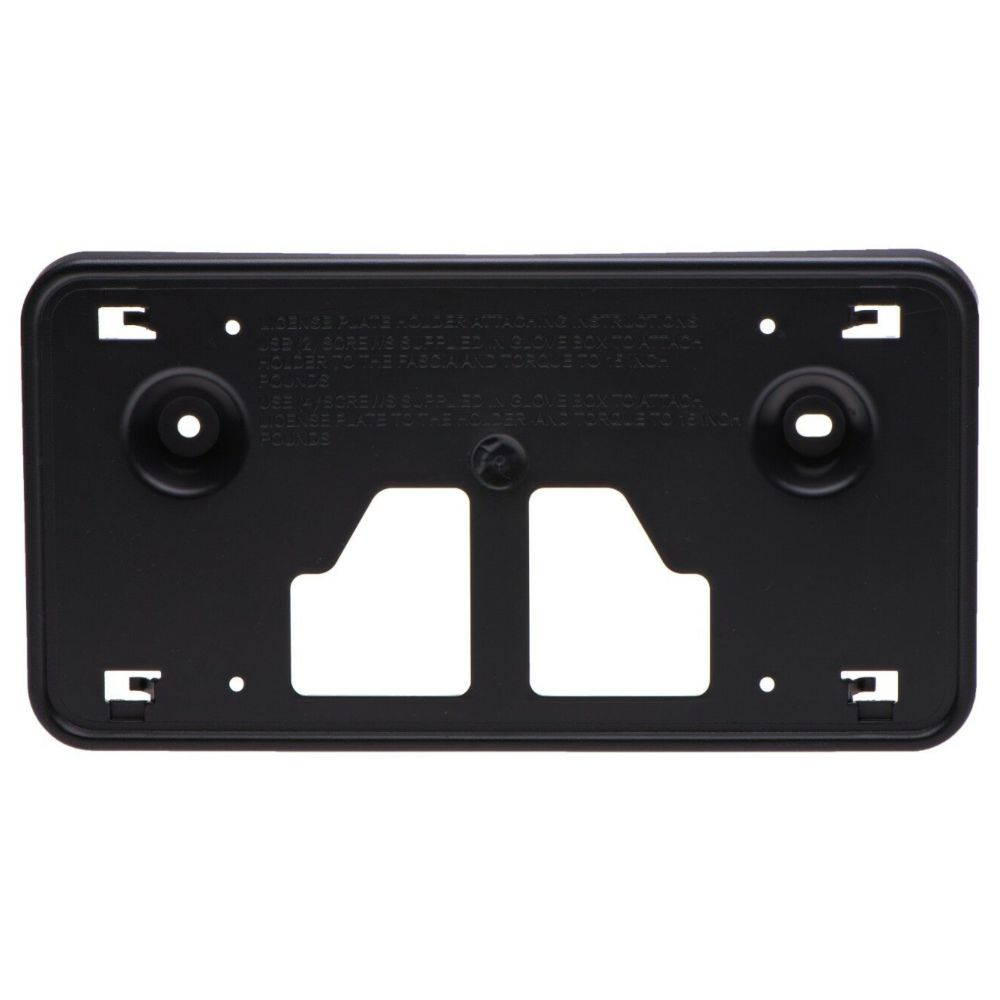 LICENSE PLATE HOLDER ATTACHING INSTRUCTIONS
USE (2) SCREWS SUPPLIED IN GLOVE BOX TO ATTACH
HOLDER TO THE FASCIA AND TORQUE TO 15 INCH
POUNDS
USE (4) SCREWS SUPPLIED IN GLOVE BOX TO ATTACH
LICENSE PLATE TO THE HOLDER AND TORQUE TO 15 INCH
POUNDS